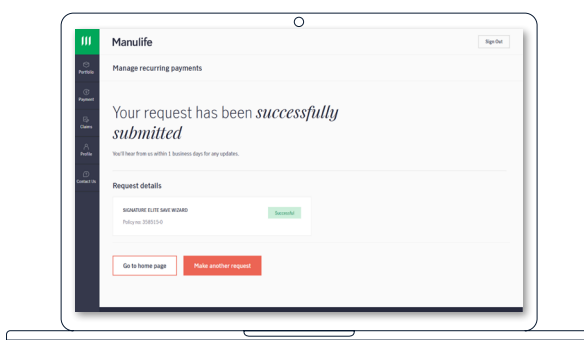 Manulife
Sign Out
Portfolio
Payment
Claims
Profile
Contact Us
Manage recurring payments
Your request has been successfully
submitted
You'll hear from us within 1 business days for any updates.
Request details
SIGNATURE ELITE SAVE WIZARD
Successful
Go to home page
Make another request